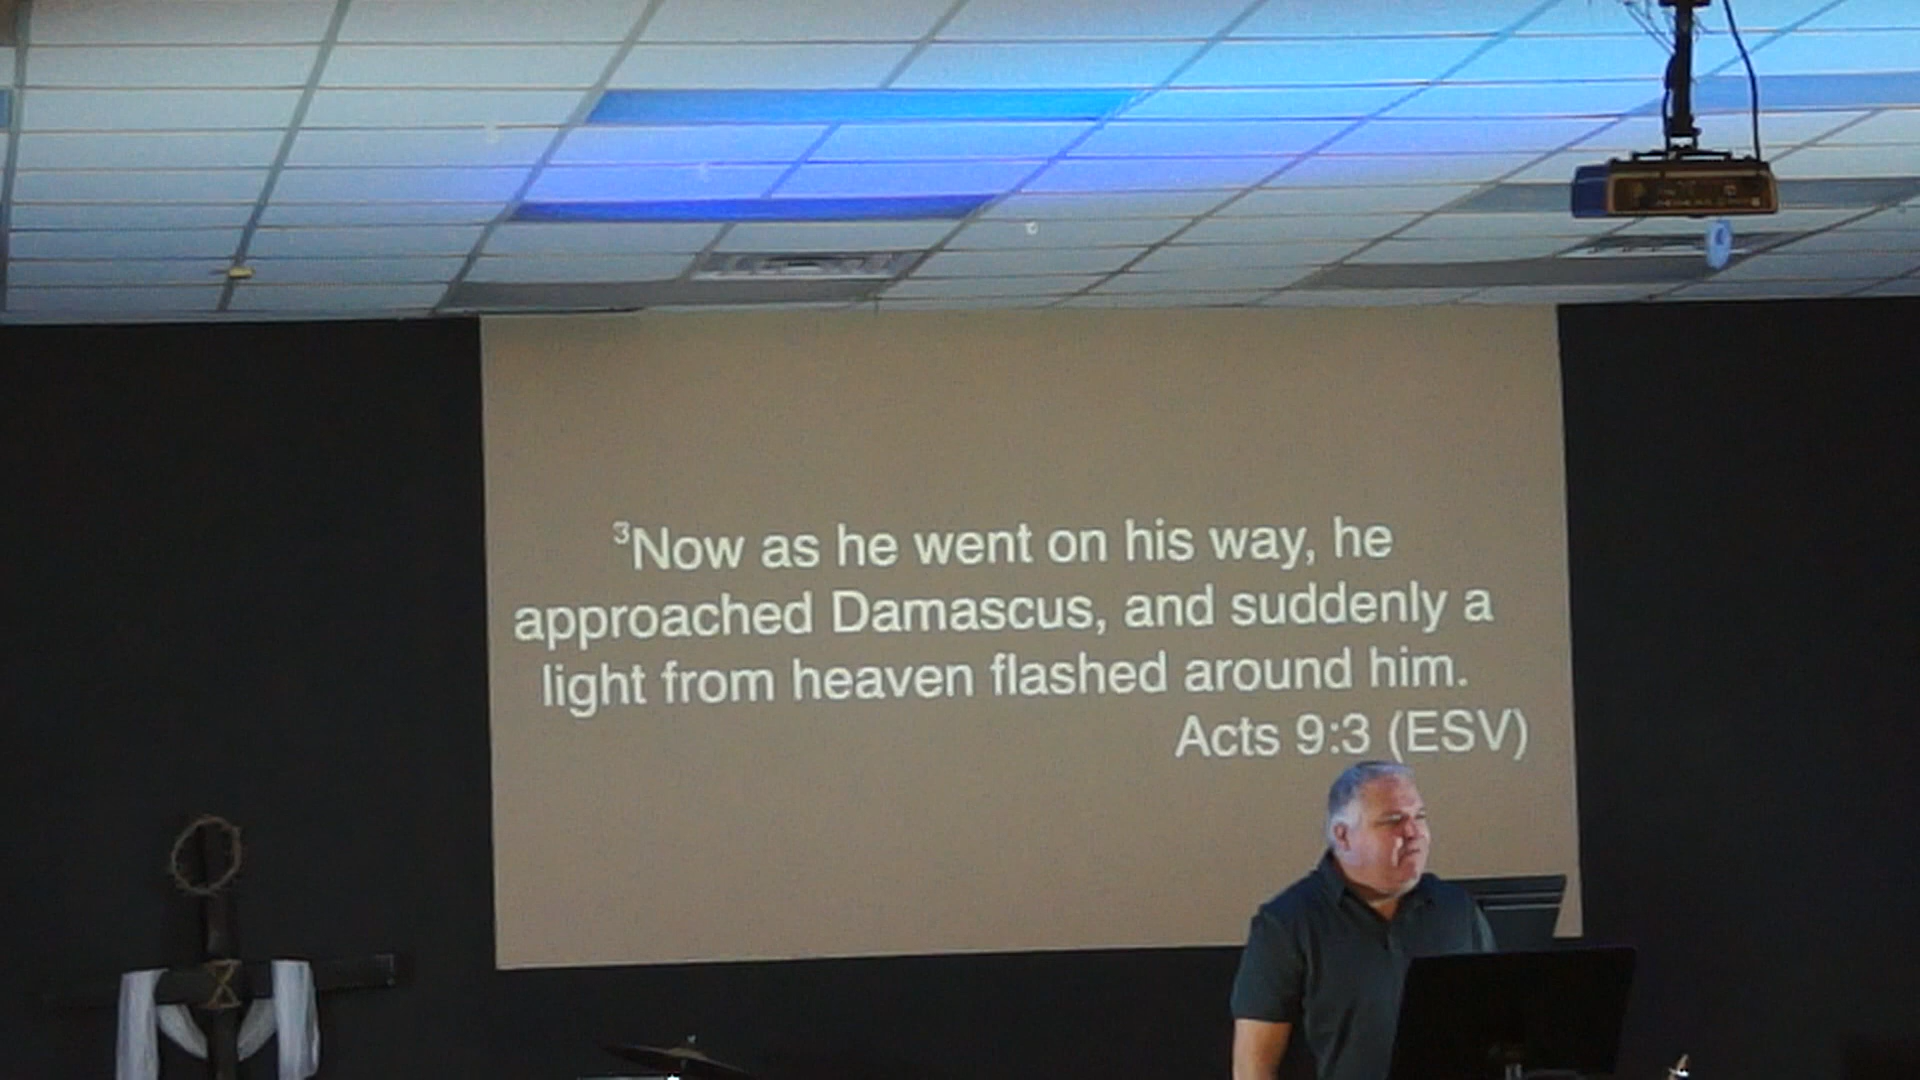 ³Now as he went on his way, he
approached Damascus, and suddenly a
light from heaven flashed around him.
Acts 9:3 (ESV)